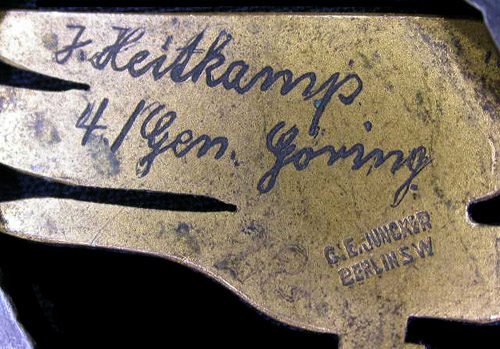 J. Heitkamp
4./Gen. Göring
C.E. JUNCKER
BERLIN SW